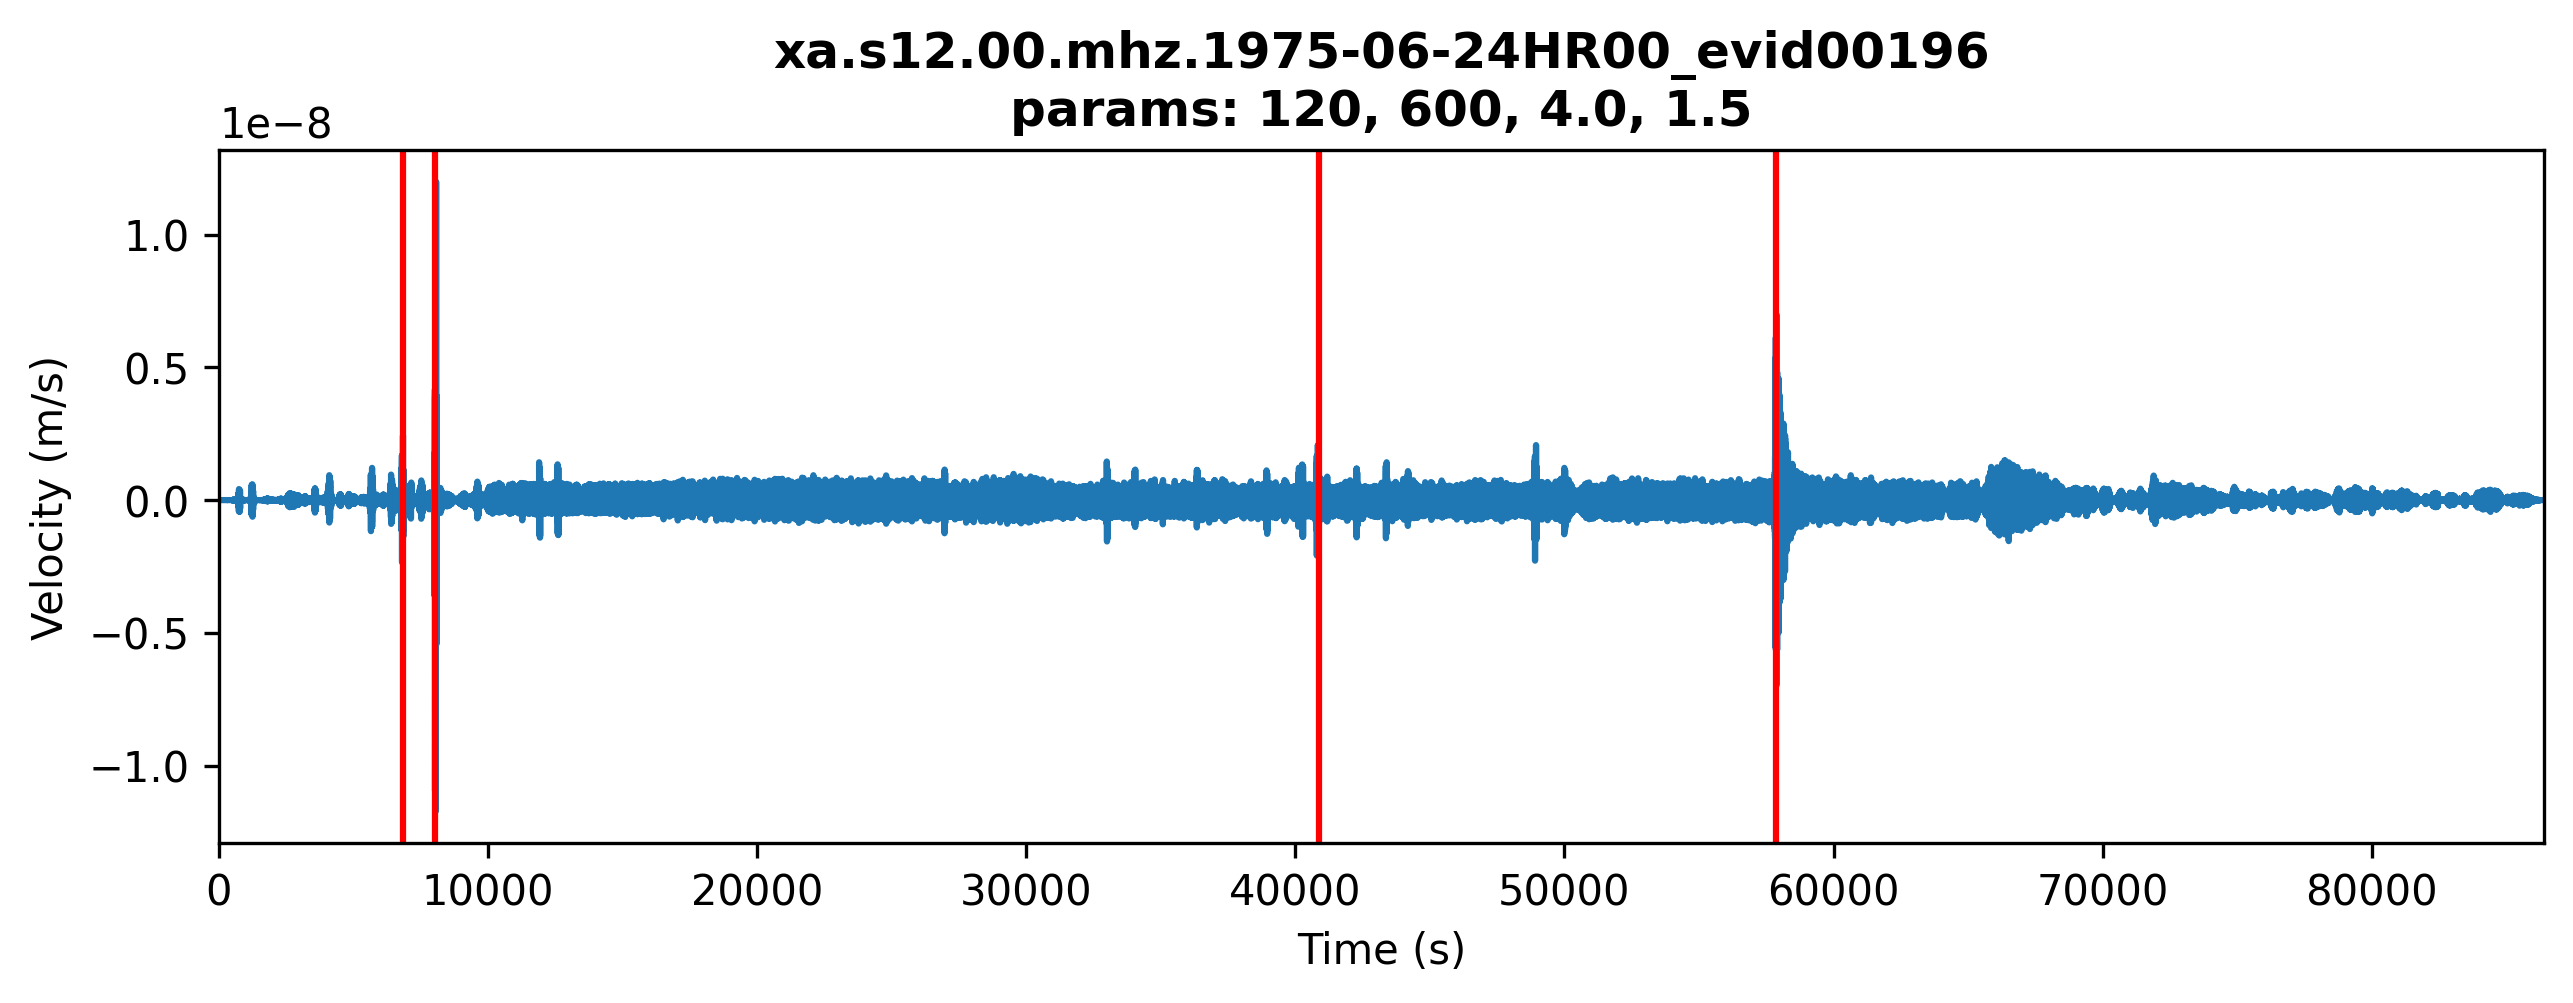 xa.s12.00.mhz.1975-06-24HR00_evid00196
params: 120, 600, 4.0, 1.5
1e−8
1.0
0.5
0.0
−0.5
−1.0
Velocity (m/s)
0 10000 20000 30000 40000 50000 60000 70000 80000
Time (s)